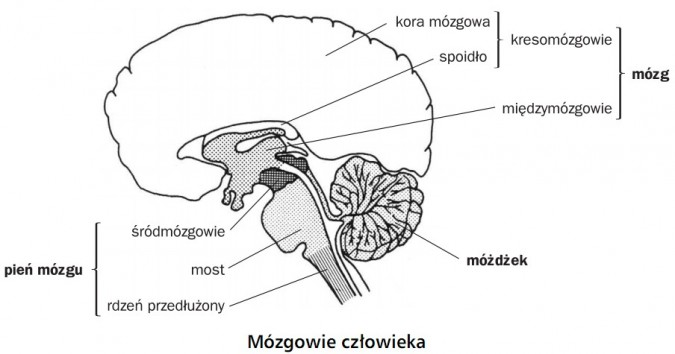 kora mózgowa
kresomózgowie
spoidło
mózg
międzymózgowie
śródmózgowie
móżdżek
pień mózgu
most
rdzeń przedłużony
Mózgowie człowieka